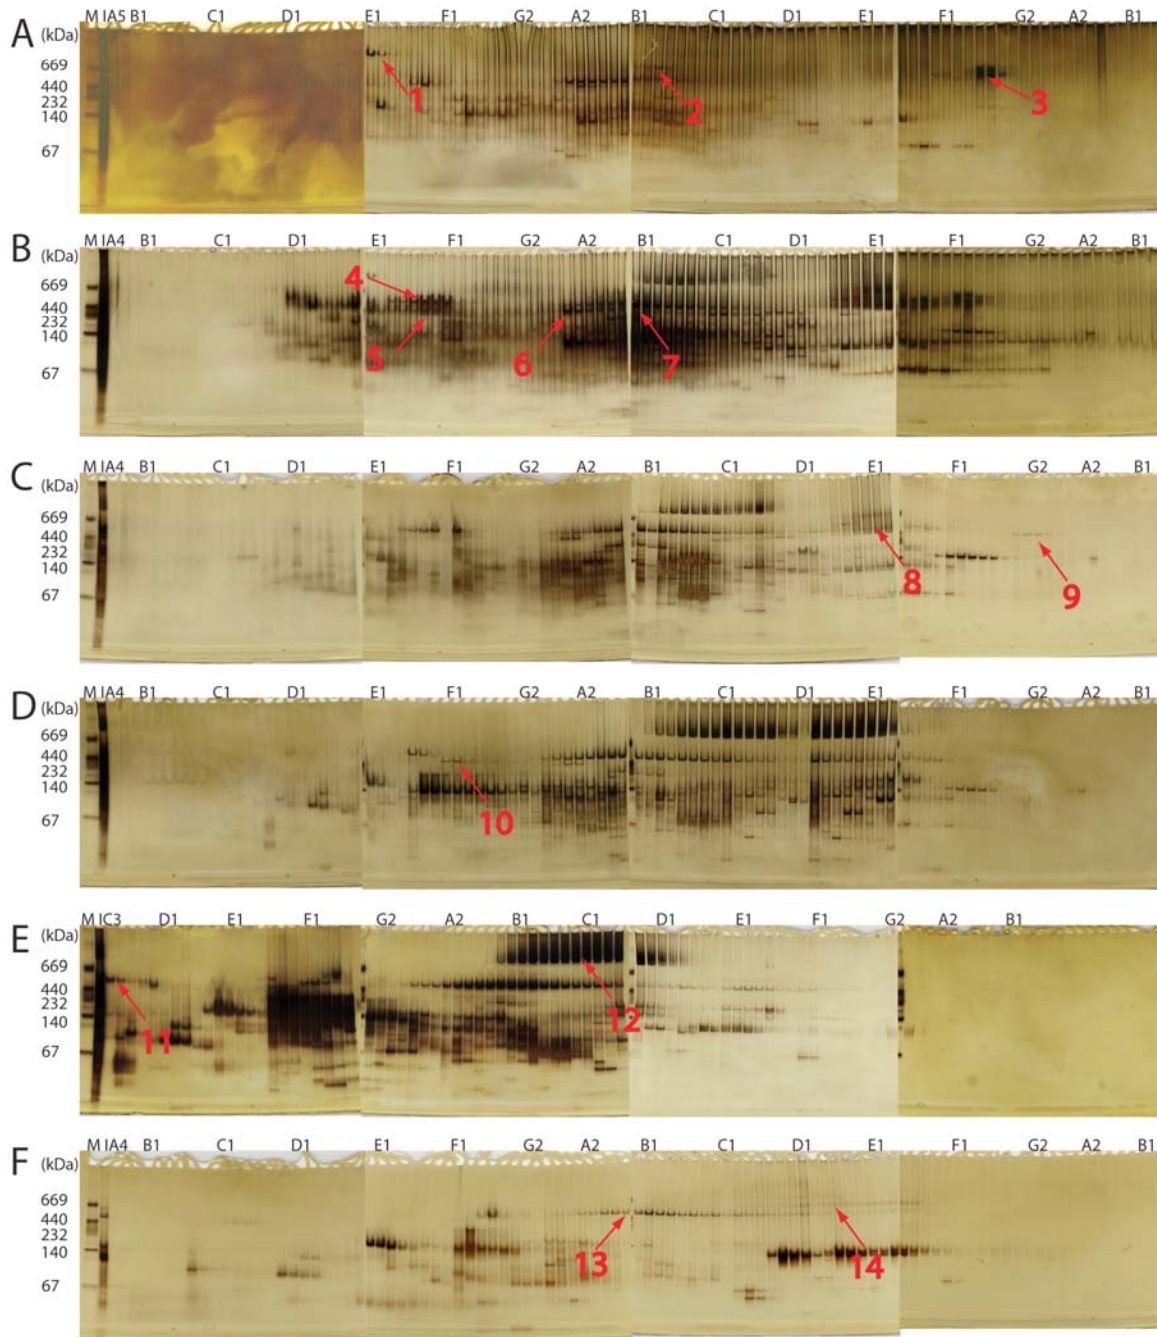 A
M IA5 B1 C1 D1 E1 F1 G2 A2 B1 C1 D1 E1 F1 G2 A2 B1
(kDa)
669
440
232
140
67
1
2
3
B
M IA4 B1 C1 D1 E1 F1 G2 A2 B1 C1 D1 E1 F1 G2 A2 B1
(kDa)
669
440
232
140
67
4
5
6
7
C
M IA4 B1 C1 D1 E1 F1 G2 A2 B1 C1 D1 E1 F1 G2 A2 B1
(kDa)
669
440
232
140
67
8
9
D
M IA4 B1 C1 D1 E1 F1 G2 A2 B1 C1 D1 E1 F1 G2 A2 B1
(kDa)
669
440
232
140
67
10
E
M IC3 D1 E1 F1 G2 A2 B1 C1 D1 E1 F1 G2 A2 B1
(kDa)
669
440
232
140
67
11
12
F
M IA4 B1 C1 D1 E1 F1 G2 A2 B1 C1 D1 E1 F1 G2 A2 B1
(kDa)
669
440
232
140
67
13
14